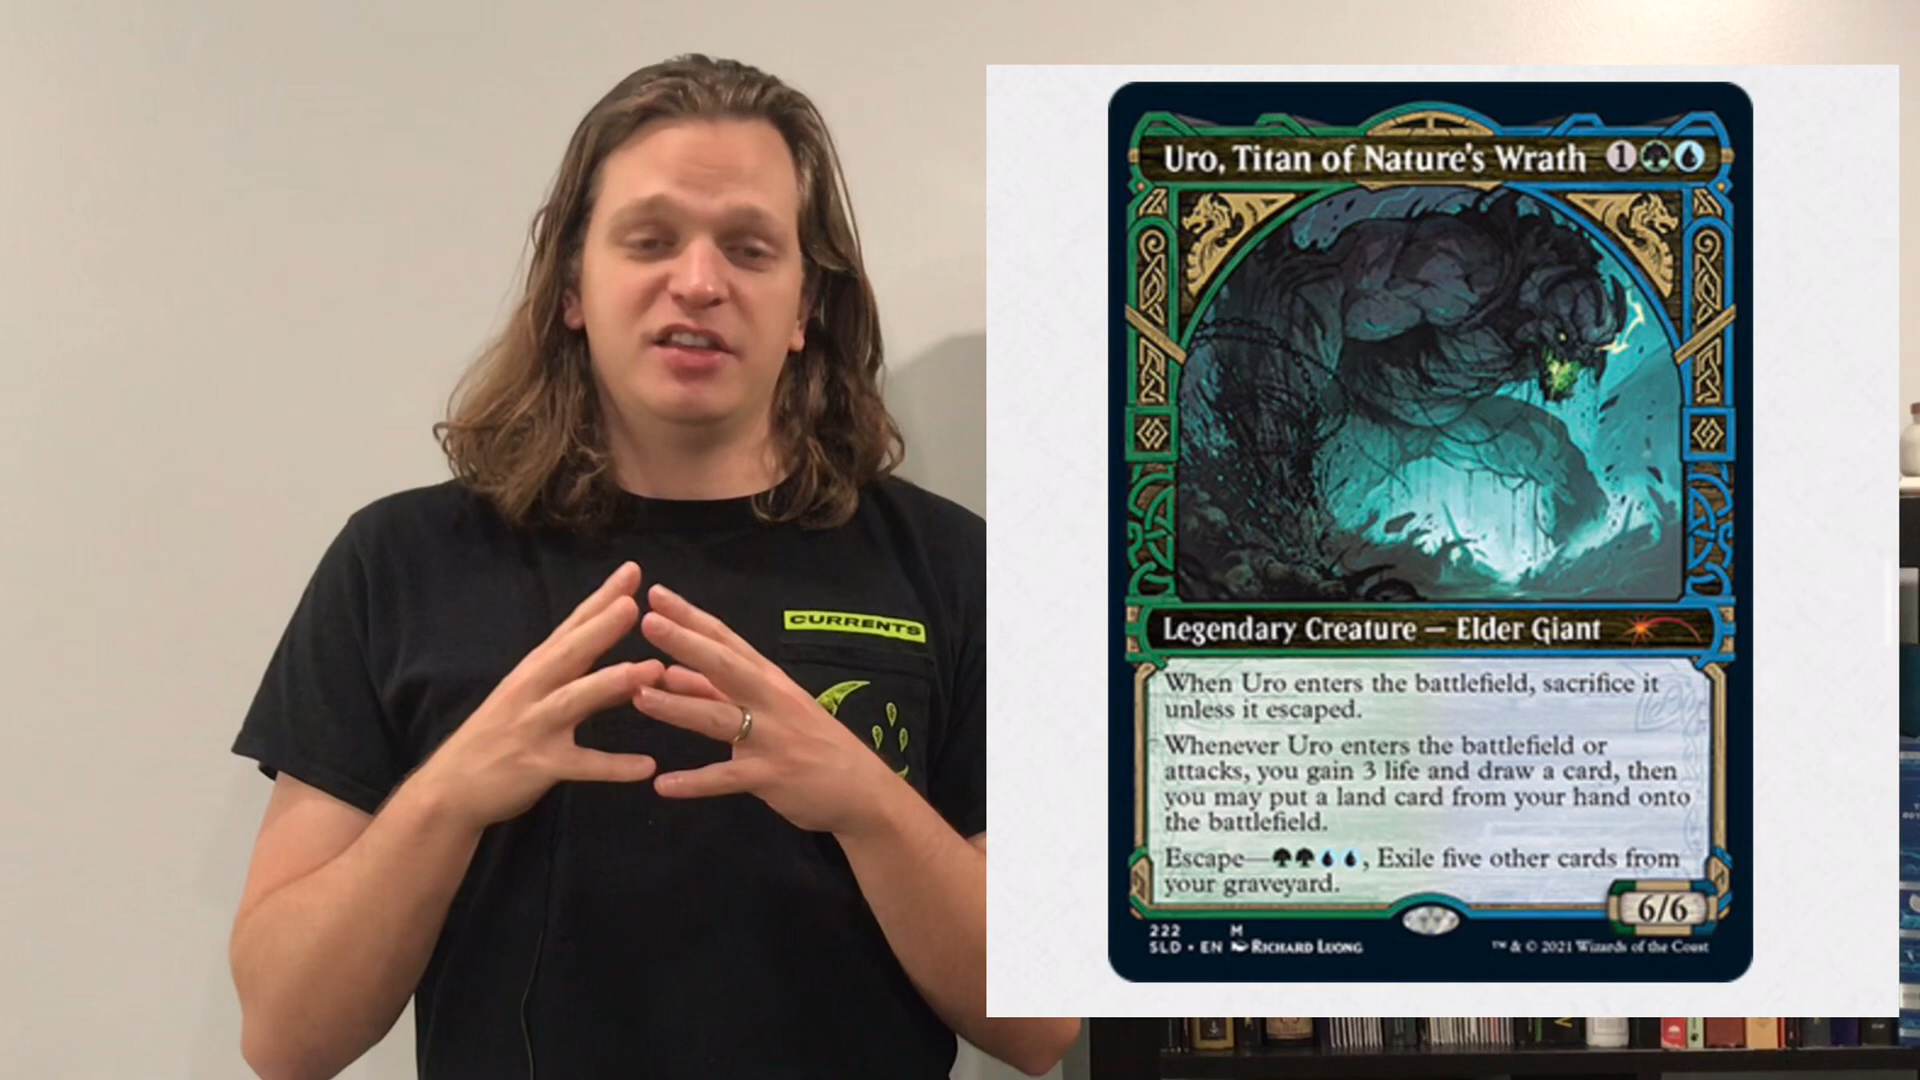 CURRENTS
Uro, Titan of Nature's Wrath 1
Legendary Creature — Elder Giant
When Uro enters the battlefield, sacrifice it
unless it escaped.
Whenever Uro enters the battlefield or
attacks, you gain 3 life and draw a card, then
you may put a land card from your hand onto
the battlefield.
Escape— , Exile five other cards from
your graveyard.
6/6
222 M
SLD • EN RICHARD LUONG
™ & © 2021 Wizards of the Coast